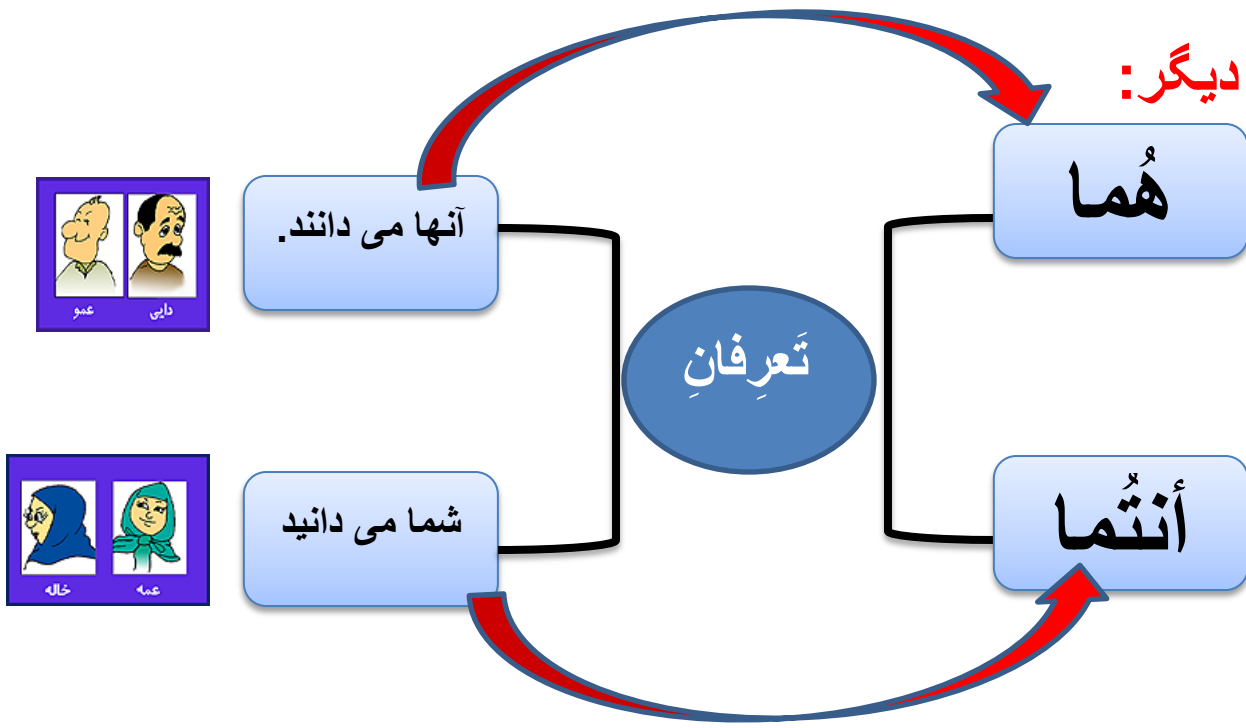 دیگر:
هُما
آنها می دانند.
دایی
عمو
تَعرِفانِ
أنتُما
شما می دانید
عمه
خاله